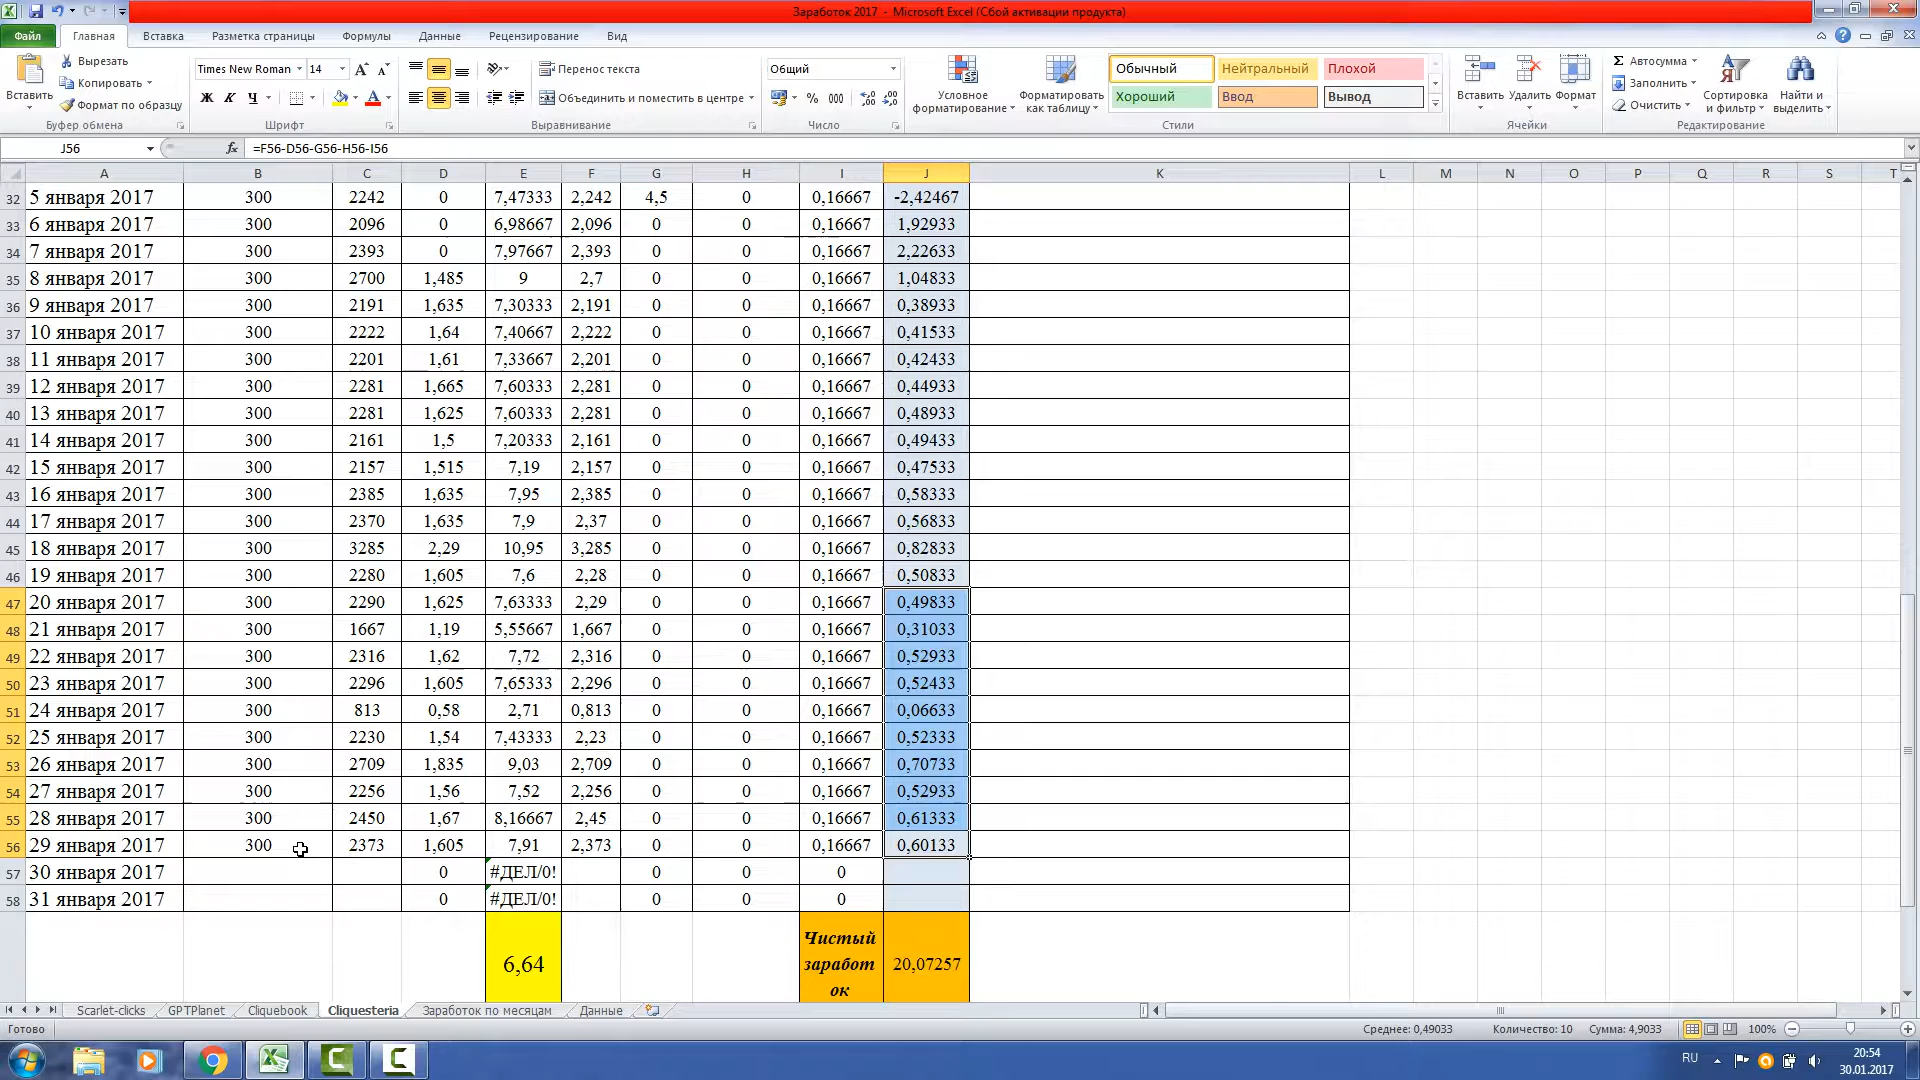 Заработок 2017 - Microsoft Excel (Сбой активации продукта)
Файл Главная Вставка Разметка страницы Формулы Данные Рецензирование Вид
Вставить
Вырезать
Копировать
Формат по образцу
Буфер обмена
Times New Roman 14
Ж К Ч
Шрифт
Перенос текста
Объединить и поместить в центре
Выравнивание
Общий
% 000
Число
Условное форматирование
Форматировать как таблицу
Обычный Нейтральный Плохой
Хороший Ввод Вывод
Стили
Вставить Удалить Формат
Ячейки
Σ Автосумма
Заполнить
Очистить
Сортировка и фильтр
Найти и выделить
Редактирование
J56 fx =F56-D56-G56-H56-I56
A B C D E F G H I J K L M N O P Q R S T
32 5 января 2017 300 2242 0 7,47333 2,242 4,5 0 0,16667 -2,42467
33 6 января 2017 300 2096 0 6,98667 2,096 0 0 0,16667 1,92933
34 7 января 2017 300 2393 0 7,97667 2,393 0 0 0,16667 2,22633
35 8 января 2017 300 2700 1,485 9 2,7 0 0 0,16667 1,04833
36 9 января 2017 300 2191 1,635 7,30333 2,191 0 0 0,16667 0,38933
37 10 января 2017 300 2222 1,64 7,40667 2,222 0 0 0,16667 0,41533
38 11 января 2017 300 2201 1,61 7,33667 2,201 0 0 0,16667 0,42433
39 12 января 2017 300 2281 1,665 7,60333 2,281 0 0 0,16667 0,44933
40 13 января 2017 300 2281 1,625 7,60333 2,281 0 0 0,16667 0,48933
41 14 января 2017 300 2161 1,5 7,20333 2,161 0 0 0,16667 0,49433
42 15 января 2017 300 2157 1,515 7,19 2,157 0 0 0,16667 0,47533
43 16 января 2017 300 2385 1,635 7,95 2,385 0 0 0,16667 0,58333
44 17 января 2017 300 2370 1,635 7,9 2,37 0 0 0,16667 0,56833
45 18 января 2017 300 3285 2,29 10,95 3,285 0 0 0,16667 0,82833
46 19 января 2017 300 2280 1,605 7,6 2,28 0 0 0,16667 0,50833
47 20 января 2017 300 2290 1,625 7,63333 2,29 0 0 0,16667 0,49833
48 21 января 2017 300 1667 1,19 5,55667 1,667 0 0 0,16667 0,31033
49 22 января 2017 300 2316 1,62 7,72 2,316 0 0 0,16667 0,52933
50 23 января 2017 300 2296 1,605 7,65333 2,296 0 0 0,16667 0,52433
51 24 января 2017 300 813 0,58 2,71 0,813 0 0 0,16667 0,06633
52 25 января 2017 300 2230 1,54 7,43333 2,23 0 0 0,16667 0,52333
53 26 января 2017 300 2709 1,835 9,03 2,709 0 0 0,16667 0,70733
54 27 января 2017 300 2256 1,56 7,52 2,256 0 0 0,16667 0,52933
55 28 января 2017 300 2450 1,67 8,16667 2,45 0 0 0,16667 0,61333
56 29 января 2017 300 2373 1,605 7,91 2,373 0 0 0,16667 0,60133
57 30 января 2017 0 #ДЕЛ/0! 0 0 0
58 31 января 2017 0 #ДЕЛ/0! 0 0 0
6,64 Чистый заработок 20,07257
Scarlet-clicks GPTPlanet Cliquebook Cliquesteria Заработок по месяцам Данные
Готово Среднее: 0,49033 Количество: 10 Сумма: 4,9033 100%
RU 20:54
30.01.2017